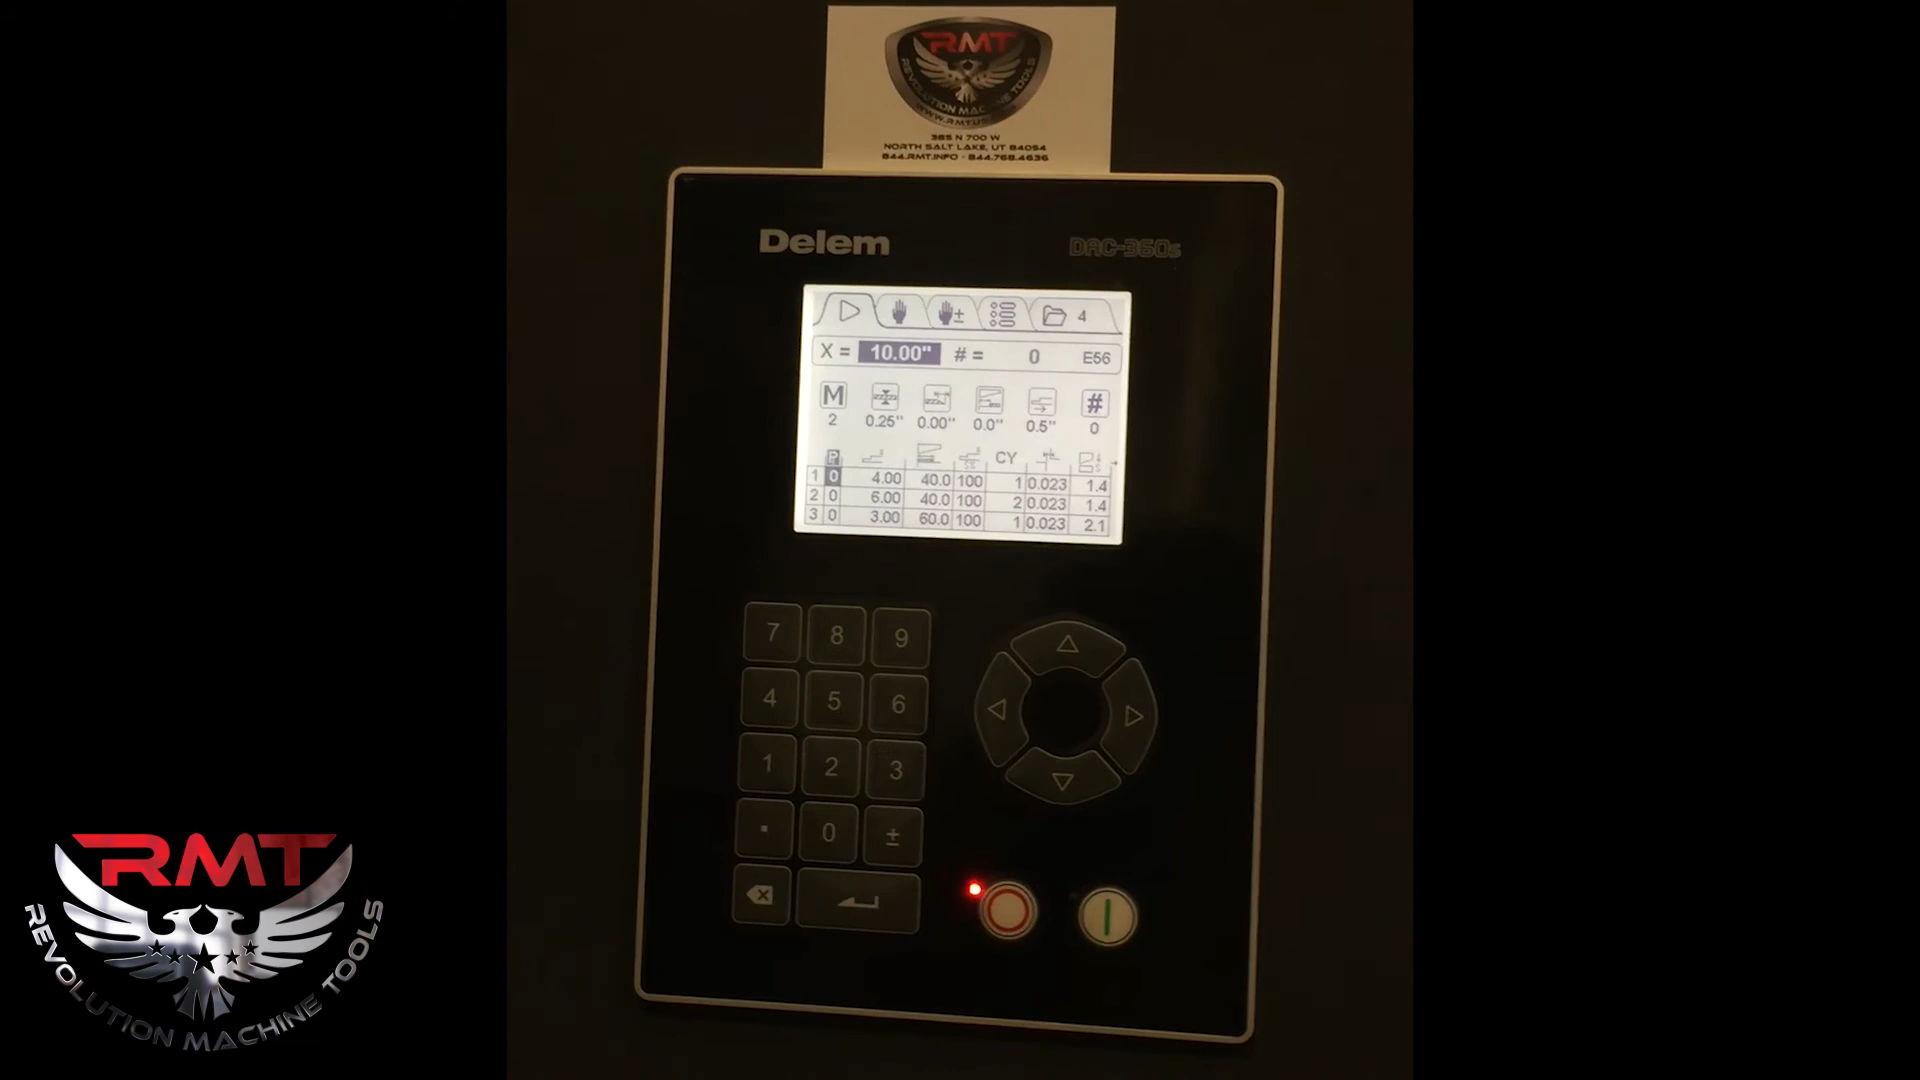 RMT
REVOLUTION MACHINE TOOLS
385 N 700 W
NORTH SALT LAKE, UT 84054
844.RMT.INFO - 844.768.4636
Delem
DAC-360s
4
X = 10.00" # = 0 E56
M #
2 0.25" 0.00" 0.0" 0.5" 0
P CY
1 0 4.00 40.0 100 1 0.023 1.4
2 0 6.00 40.0 100 2 0.023 1.4
3 0 3.00 60.0 100 1 0.023 2.1
7 8 9
4 5 6
1 2 3
. 0 ±
RMT
REVOLUTION MACHINE TOOLS